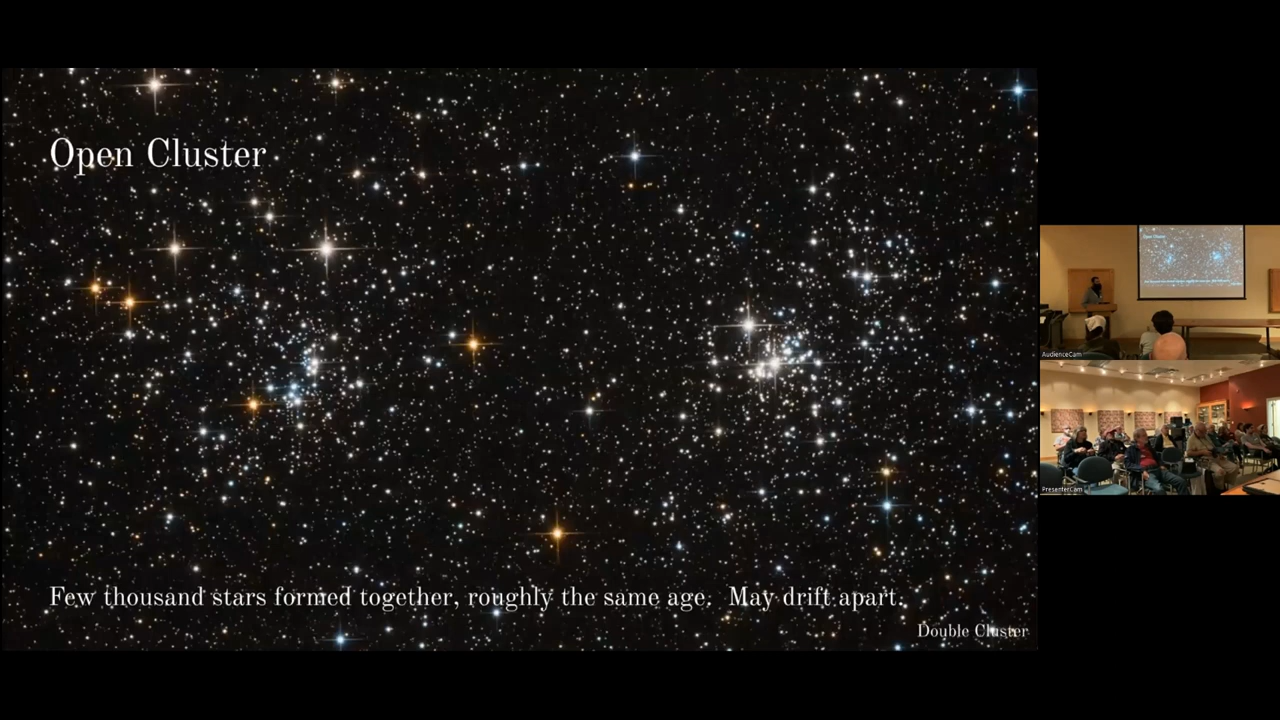 Open Cluster
Few thousand stars formed together, roughly the same age.  May drift apart.
Double Cluster
AudienceCam
PresenterCam